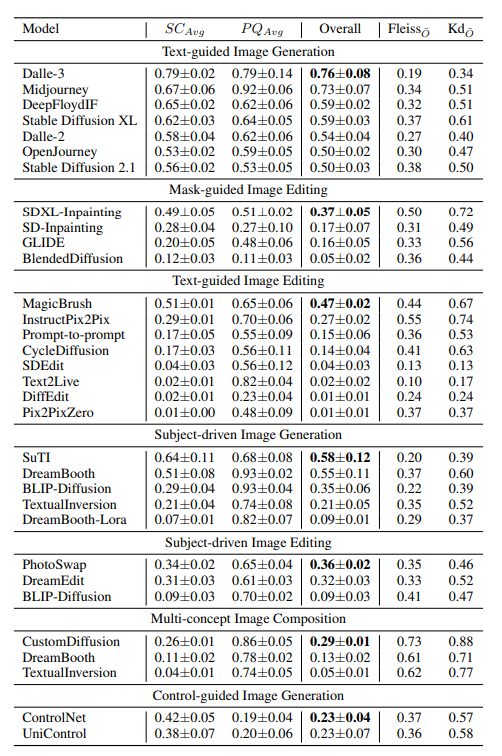 Model SC_Avg PQ_Avg Overall Fleiss_Ō Kd_Ō
Text-guided Image Generation
Dalle-3 0.79±0.02 0.79±0.14 0.76±0.08 0.19 0.34
Midjourney 0.67±0.06 0.92±0.06 0.73±0.07 0.34 0.51
DeepFloydIF 0.65±0.02 0.62±0.06 0.59±0.02 0.32 0.51
Stable Diffusion XL 0.62±0.03 0.64±0.05 0.59±0.03 0.37 0.61
Dalle-2 0.58±0.04 0.62±0.06 0.54±0.04 0.27 0.40
OpenJourney 0.53±0.02 0.59±0.05 0.50±0.02 0.30 0.47
Stable Diffusion 2.1 0.56±0.02 0.53±0.05 0.50±0.03 0.38 0.50
Mask-guided Image Editing
SDXL-Inpainting 0.49±0.05 0.51±0.02 0.37±0.05 0.50 0.72
SD-Inpainting 0.28±0.04 0.27±0.10 0.17±0.07 0.31 0.49
GLIDE 0.20±0.05 0.48±0.06 0.16±0.05 0.33 0.56
BlendedDiffusion 0.12±0.03 0.11±0.03 0.05±0.02 0.36 0.44
Text-guided Image Editing
MagicBrush 0.51±0.01 0.65±0.06 0.47±0.02 0.44 0.67
InstructPix2Pix 0.29±0.01 0.70±0.06 0.27±0.02 0.55 0.74
Prompt-to-prompt 0.17±0.05 0.55±0.09 0.15±0.06 0.36 0.53
CycleDiffusion 0.17±0.03 0.56±0.11 0.14±0.04 0.41 0.63
SDEdit 0.04±0.03 0.56±0.12 0.04±0.03 0.13 0.13
Text2Live 0.02±0.01 0.82±0.04 0.02±0.02 0.10 0.17
DiffEdit 0.02±0.01 0.23±0.04 0.01±0.01 0.24 0.24
Pix2PixZero 0.01±0.00 0.48±0.09 0.01±0.01 0.37 0.37
Subject-driven Image Generation
SuTI 0.64±0.11 0.68±0.08 0.58±0.12 0.20 0.39
DreamBooth 0.51±0.08 0.93±0.02 0.55±0.11 0.37 0.60
BLIP-Diffusion 0.29±0.04 0.93±0.04 0.35±0.06 0.22 0.39
TextualInversion 0.21±0.04 0.74±0.08 0.21±0.05 0.35 0.52
DreamBooth-Lora 0.07±0.01 0.82±0.07 0.09±0.01 0.29 0.37
Subject-driven Image Editing
PhotoSwap 0.34±0.02 0.65±0.04 0.36±0.02 0.35 0.46
DreamEdit 0.31±0.03 0.61±0.03 0.32±0.03 0.33 0.52
BLIP-Diffusion 0.09±0.03 0.70±0.02 0.09±0.03 0.41 0.47
Multi-concept Image Composition
CustomDiffusion 0.26±0.01 0.86±0.05 0.29±0.01 0.73 0.88
DreamBooth 0.11±0.02 0.78±0.02 0.13±0.02 0.61 0.71
TextualInversion 0.04±0.01 0.74±0.05 0.05±0.01 0.62 0.77
Control-guided Image Generation
ControlNet 0.42±0.05 0.19±0.04 0.23±0.04 0.37 0.57
UniControl 0.38±0.07 0.20±0.06 0.23±0.07 0.36 0.58